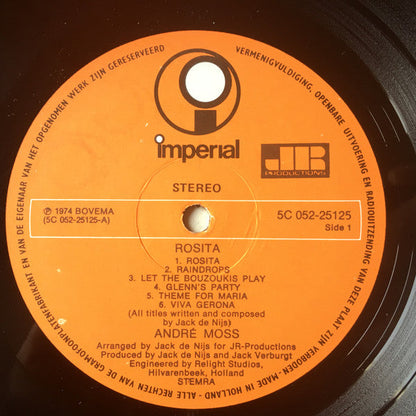 ALLE RECHTEN VAN DE GRAMOFOONPLATENFABRIKANT EN VAN DE EIGENAAR VAN HET OPGENOMEN WERK ZIJN GERESERVEERD
VERMENIGVULDIGING, OPENBARE UITVOERING EN RADIOUITZENDING VAN DEZE PLAAT ZIJN VERBODEN-MADE IN HOLLAND -
imperial
JR
PRODUCTIONS
STEREO
℗ 1974 BOVEMA
(5C 052-25125-A)
5C 052-25125
Side 1
ROSITA
1. ROSITA
2. RAINDROPS
3. LET THE BOUZOUKIS PLAY
4. GLENN'S PARTY
5. THEME FOR MARIA
6. VIVA GERONA
(All titles written and composed
by Jack de Nijs)
ANDRÉ MOSS
Arranged by Jack de Nijs for JR-Productions
Produced by Jack de Nijs and Jack Verburgt
Engineered by Relight Studios,
Hilvarenbeek, Holland
STEMRA